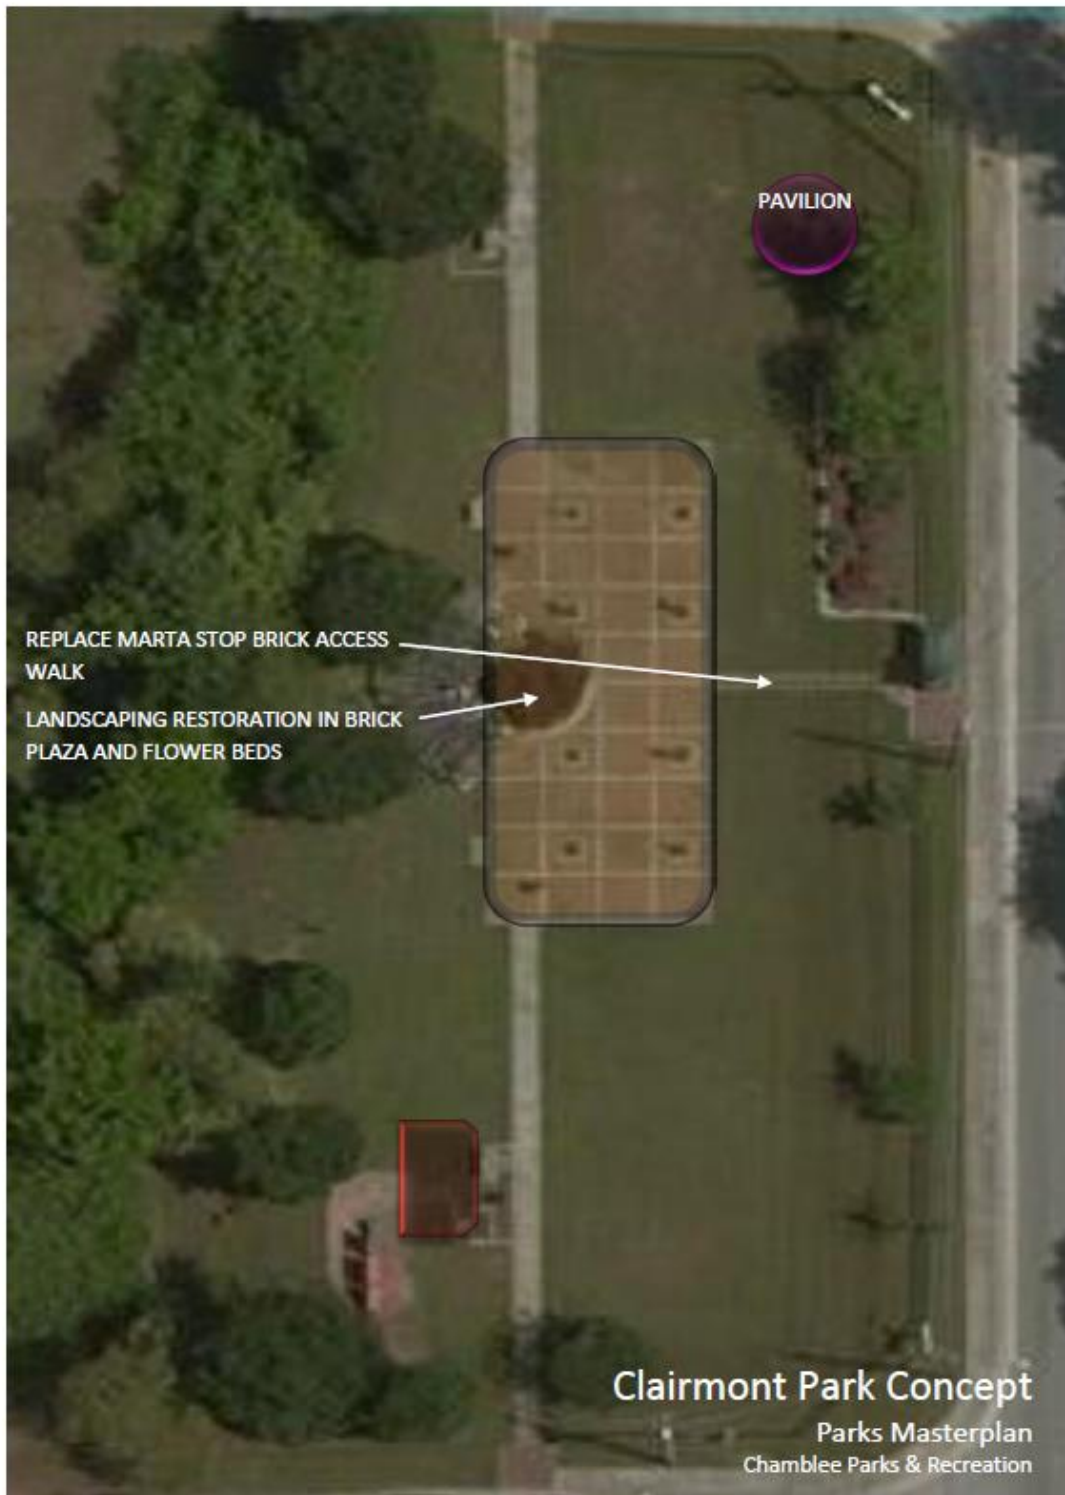 PAVILION
REPLACE MARTA STOP BRICK ACCESS
WALK
LANDSCAPING RESTORATION IN BRICK
PLAZA AND FLOWER BEDS
Clairmont Park Concept
Parks Masterplan
Chamblee Parks & Recreation